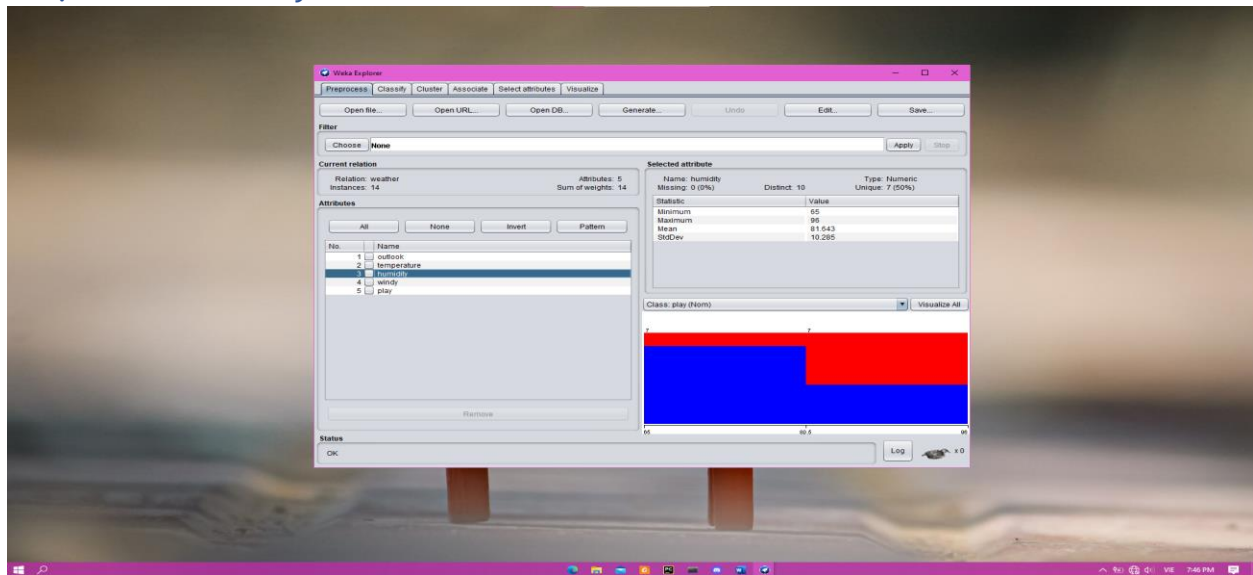 Weka Explorer
Preprocess Classify Cluster Associate Select attributes Visualize
Open file... Open URL... Open DB... Generate... Undo Edit... Save...
Filter
Choose None Apply Stop
Current relation
Relation: weather Attributes: 5
Instances: 14 Sum of weights: 14
Attributes
All None Invert Pattern
No. Name
1 outlook
2 temperature
3 humidity
4 windy
5 play
Remove
Selected attribute
Name: humidity Type: Numeric
Missing: 0 (0%) Distinct: 10 Unique: 7 (50%)
Statistic Value
Minimum 65
Maximum 96
Mean 81.643
StdDev 10.285
Class: play (Nom) Visualize All
7 7
65 80.5 96
Status
OK
Log x 0
VIE 7:46 PM